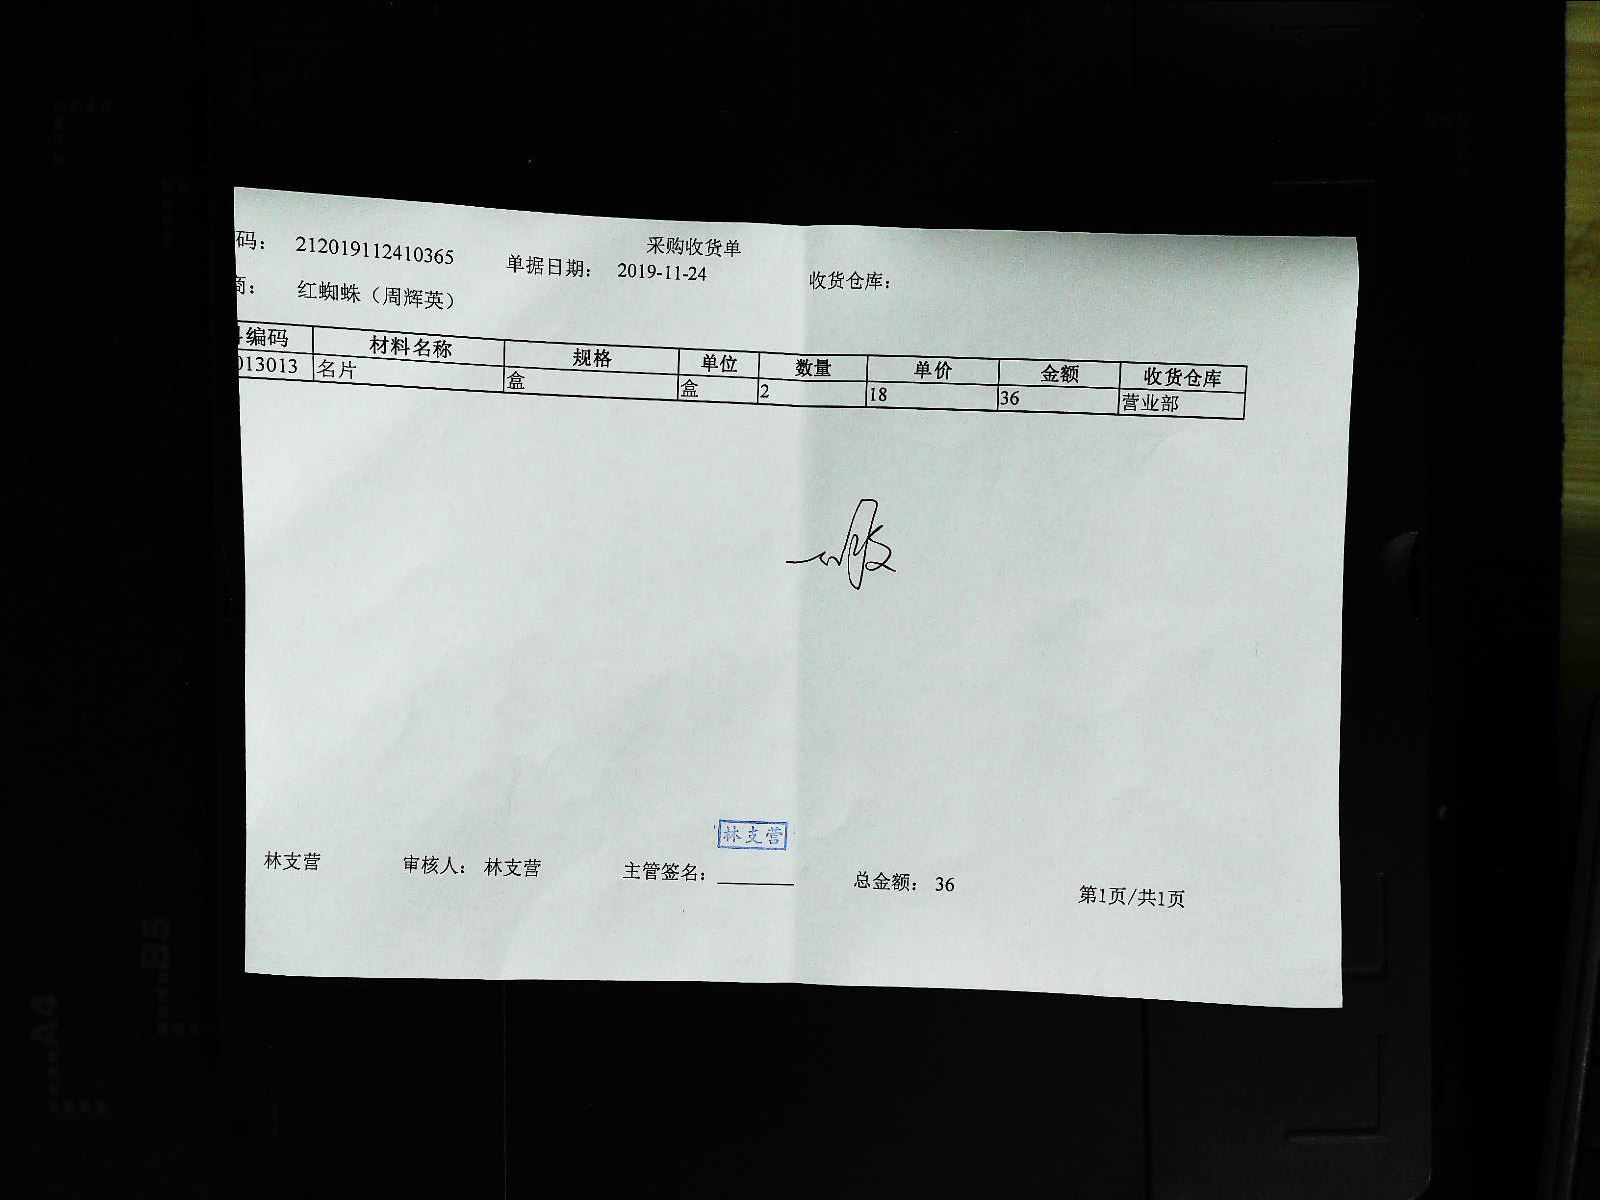 采购收货单
码： 212019112410365 单据日期： 2019-11-24 收货仓库：
商： 红蜘蛛（周辉英）
编码 材料名称 规格 单位 数量 单价 金额 收货仓库
013013 名片 盒 盒 2 18 36 营业部
林支营
林支营 审核人： 林支营 主管签名： 总金额： 36 第1页/共1页
B5
A4